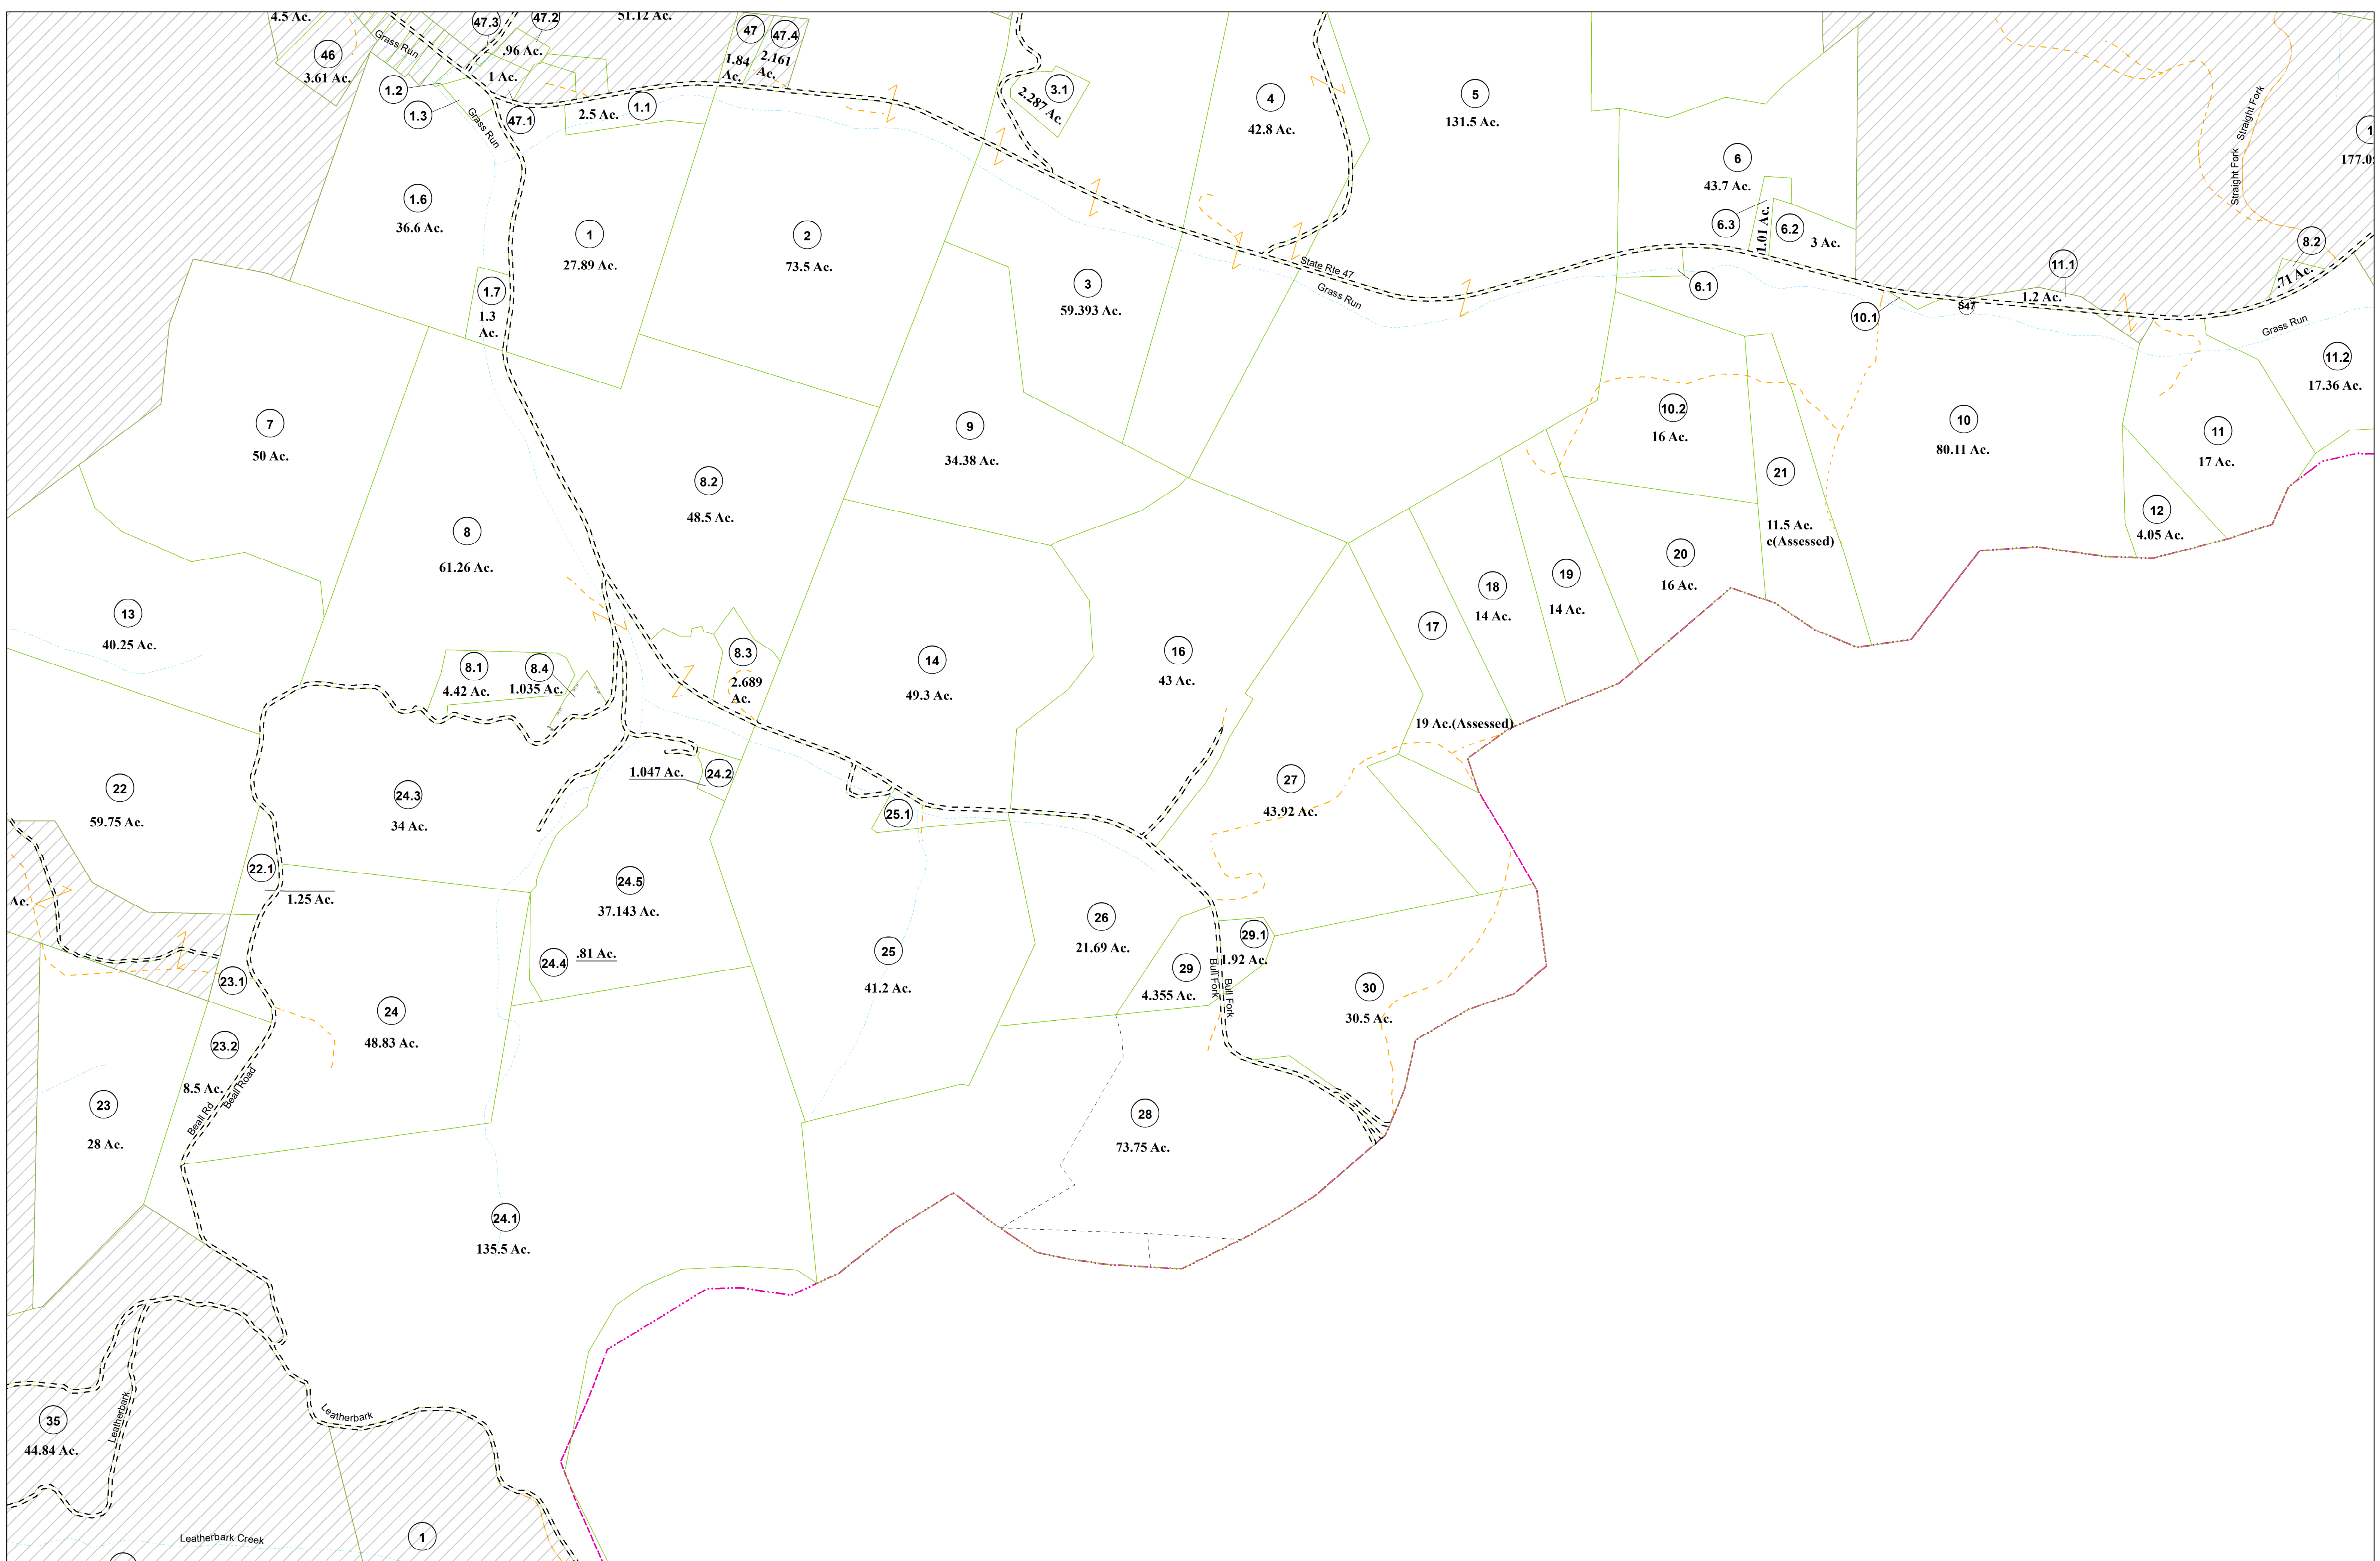 4.5 Ac.
47.3
47.2
51.12 Ac.
47
47.4
Grass Run
46
3.61 Ac.
.96 Ac.
1 Ac.
1.84
Ac.
2.161
Ac.
1.2
1.3
Grass Run
47.1
2.5 Ac.
1.1
3.1
2.287 Ac.
4
42.8 Ac.
5
131.5 Ac.
6
43.7 Ac.
6.3
1.01 Ac.
6.2
3 Ac.
Straight Fork
Straight Fork
1.6
36.6 Ac.
1
27.89 Ac.
2
73.5 Ac.
3
59.393 Ac.
State Rte 47
Grass Run
6.1
10.1
S47
11.1
1.2 Ac.
8.2
.71 Ac.
Grass Run
1.7
1.3
Ac.
11.2
17.36 Ac.
7
50 Ac.
8.2
48.5 Ac.
9
34.38 Ac.
10.2
16 Ac.
10
80.11 Ac.
11
17 Ac.
21
11.5 Ac.
c(Assessed)
12
4.05 Ac.
8
61.26 Ac.
20
16 Ac.
19
14 Ac.
18
14 Ac.
17
19 Ac.(Assessed)
13
40.25 Ac.
8.1
4.42 Ac.
8.4
1.035 Ac.
8.3
2.689
Ac.
14
49.3 Ac.
16
43 Ac.
22
59.75 Ac.
24.3
34 Ac.
1.047 Ac.
24.2
25.1
27
43.92 Ac.
22.1
1.25 Ac.
Ac.
24.5
37.143 Ac.
24.4
.81 Ac.
25
41.2 Ac.
26
21.69 Ac.
29
4.355 Ac.
29.1
1.92 Ac.
Bull Fork
Bull Fork
30
30.5 Ac.
23.1
24
48.83 Ac.
23.2
8.5 Ac.
Beall Rd
Beall Road
23
28 Ac.
28
73.75 Ac.
24.1
135.5 Ac.
35
44.84 Ac.
Leatherbark
Leatherbark
1
Leatherbark Creek